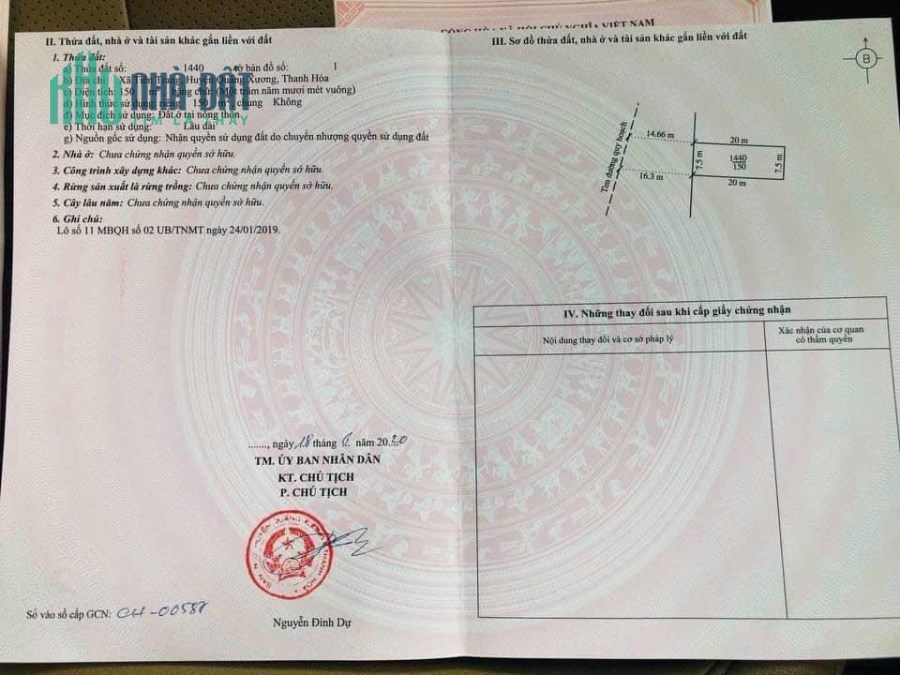 CỘNG HÒA XÃ HỘI CHỦ NGHĨA VIỆT NAM
II. Thửa đất, nhà ở và tài sản khác gắn liền với đất
1. Thửa đất:
a) Thửa đất số: 1440 tờ bản đồ số: 1
Xã Huyện Xương, Thanh Hóa
c) Diện tích: 150 Một trăm năm mươi mét vuông)
d) Hình thức sử dụng Không
Đất ở tại nông thôn
e) Thời hạn sử dụng: Lâu dài
g) Nguồn gốc sử dụng: Nhận quyền sử dụng đất do chuyển nhượng quyền sử dụng đất
2. Nhà ở: Chưa chứng nhận quyền sở hữu.
3. Công trình xây dựng khác: Chưa chứng nhận quyền sở hữu.
4. Rừng sản xuất là rừng trồng: Chưa chứng nhận quyền sở hữu.
5. Cây lâu năm: Chưa chứng nhận quyền sở hữu.
6. Ghi chú:
Lô số 11 MBQH số 02 UB/TNMT ngày 24/01/2019.
NHÀ ĐẤT
TÌM LÀ THẤY
......., ngày 18 tháng năm 2020
TM. ỦY BAN NHÂN DÂN
KT. CHỦ TỊCH
P. CHỦ TỊCH
Nguyễn Đình Dự
Số vào sổ cấp GCN: CH-00587
III. Sơ đồ thửa đất, nhà ở và tài sản khác gắn liền với đất
B
Tim đường quy hoạch
14.66 m
16.3 m
20 m
7.5 m
1440
150
7.5 m
20 m
IV. Những thay đổi sau khi cấp giấy chứng nhận
Nội dung thay đổi và cơ sở pháp lý
Xác nhận của cơ quan
có thẩm quyền